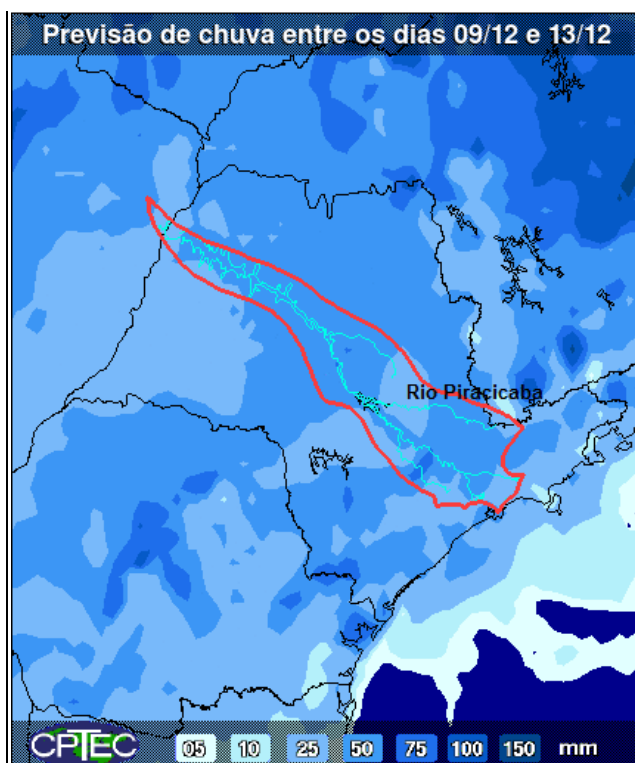 Previsão de chuva entre os dias 09/12 e 13/12
Rio Piracicaba
CPTEC 05 10 25 50 75 100 150 mm